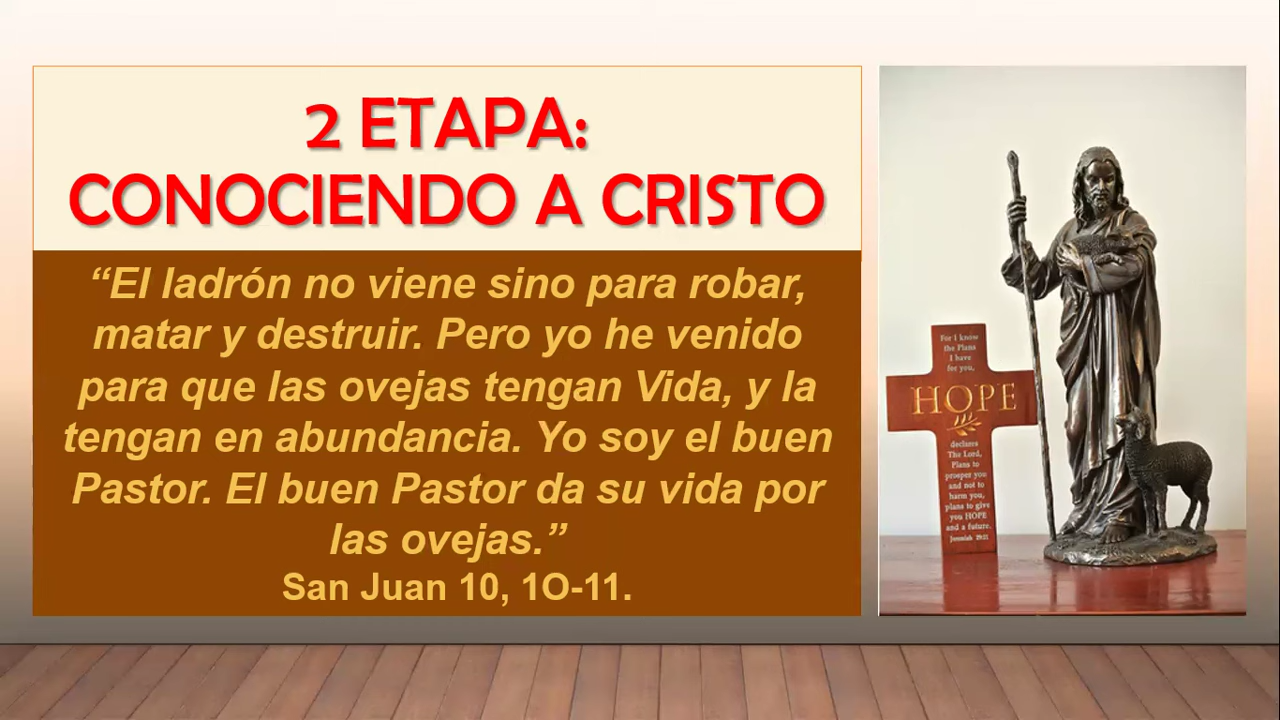 2 ETAPA:
CONOCIENDO A CRISTO
“El ladrón no viene sino para robar,
matar y destruir. Pero yo he venido
para que las ovejas tengan Vida, y la
tengan en abundancia. Yo soy el buen
Pastor. El buen Pastor da su vida por
las ovejas.”
San Juan 10, 1O-11.
For I know
the Plans
I have
for you,
HOPE
declares
The Lord,
Plans to
prosper you
and not to
harm you,
plans to give
you HOPE
and a future.
Jeremiah 29:11